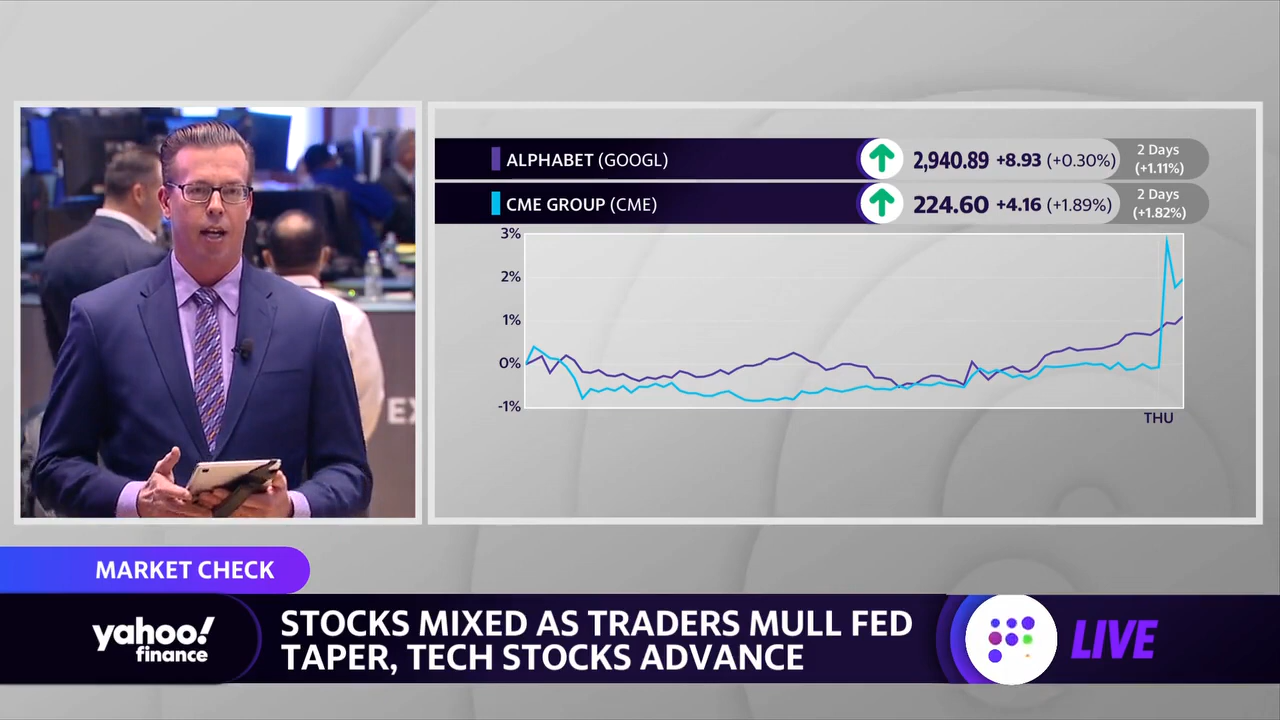 ALPHABET (GOOGL) 2,940.89 +8.93 (+0.30%) 2 Days (+1.11%)
CME GROUP (CME) 224.60 +4.16 (+1.89%) 2 Days (+1.82%)
3%
2%
1%
0%
-1%
THU
EX
MARKET CHECK
yahoo!
finance
STOCKS MIXED AS TRADERS MULL FED
TAPER, TECH STOCKS ADVANCE
LIVE